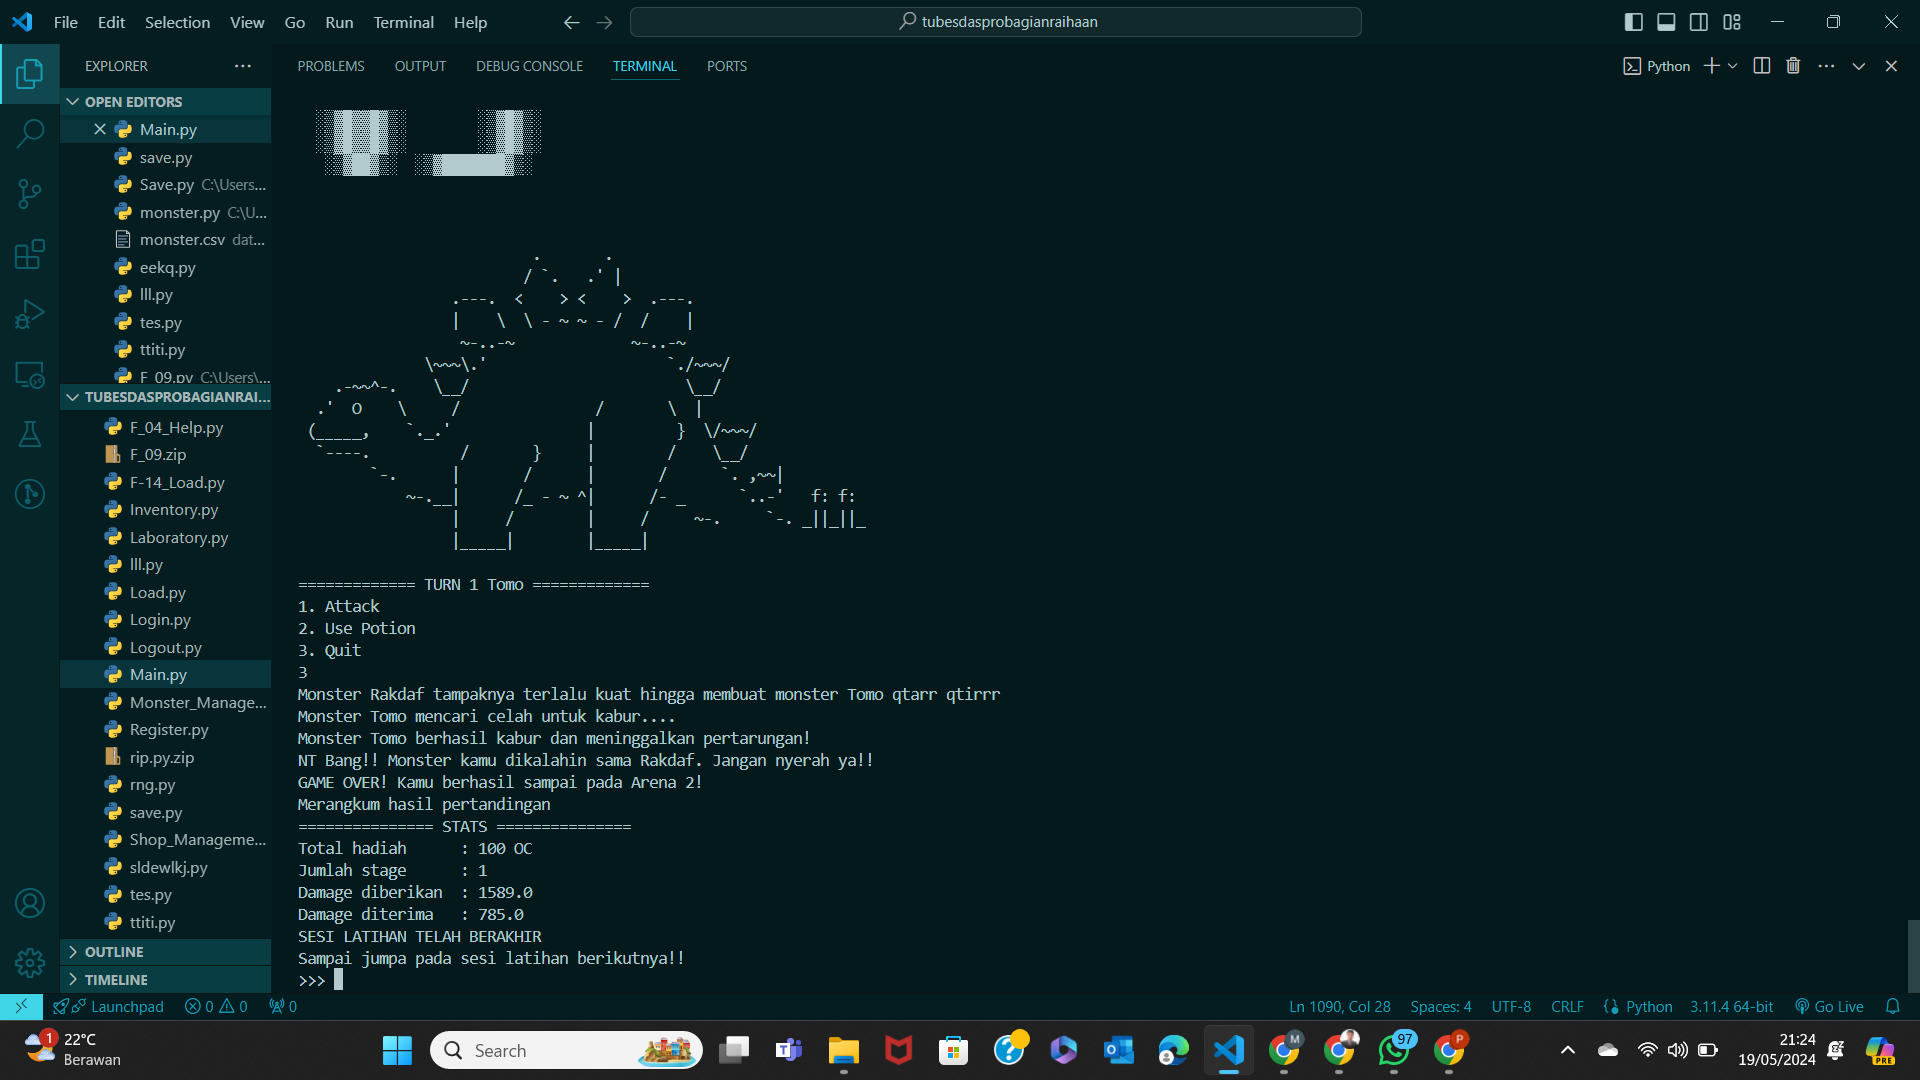 File Edit Selection View Go Run Terminal Help
tubesdasprobagianraihaan
EXPLORER
OPEN EDITORS
Main.py
save.py
Save.py C:\Users...
monster.py C:\U...
monster.csv dat...
eekq.py
lll.py
tes.py
ttiti.py
F_09.py C:\Users\...
TUBESDASPROBAGIANRAI...
F_04_Help.py
F_09.zip
F-14_Load.py
Inventory.py
Laboratory.py
lll.py
Load.py
Login.py
Logout.py
Main.py
Monster_Manage...
Register.py
rip.py.zip
rng.py
save.py
Shop_Manageme...
sldewlkj.py
tes.py
ttiti.py
OUTLINE
TIMELINE
PROBLEMS OUTPUT DEBUG CONSOLE TERMINAL PORTS
Python
f: f:
============= TURN 1 Tomo =============
1. Attack
2. Use Potion
3. Quit
3
Monster Rakdaf tampaknya terlalu kuat hingga membuat monster Tomo qtarr qtirrr
Monster Tomo mencari celah untuk kabur....
Monster Tomo berhasil kabur dan meninggalkan pertarungan!
NT Bang!! Monster kamu dikalahin sama Rakdaf. Jangan nyerah ya!!
GAME OVER! Kamu berhasil sampai pada Arena 2!
Merangkum hasil pertandingan
=============== STATS ===============
Total hadiah : 100 OC
Jumlah stage : 1
Damage diberikan : 1589.0
Damage diterima : 785.0
SESI LATIHAN TELAH BERAKHIR
Sampai jumpa pada sesi latihan berikutnya!!
>>>
Launchpad 0 0 0
Ln 1090, Col 28 Spaces: 4 UTF-8 CRLF Python 3.11.4 64-bit Go Live
1
22°C
Berawan
Search
M
97
P
21:24
19/05/2024
PRE